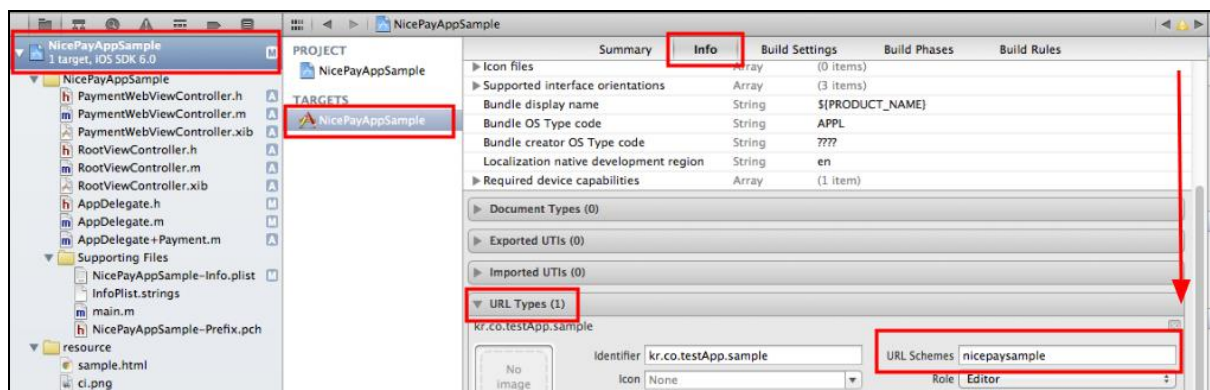 NicePayAppSample
NicePayAppSample
1 target, iOS SDK 6.0
M
NicePayAppSample
PaymentWebViewController.h A
PaymentWebViewController.m A
PaymentWebViewController.xib A
RootViewController.h A
RootViewController.m A
RootViewController.xib A
AppDelegate.h M
AppDelegate.m M
AppDelegate+Payment.m A
Supporting Files
NicePayAppSample-Info.plist M
InfoPlist.strings
main.m
NicePayAppSample-Prefix.pch
resource
sample.html
ci.png
PROJECT
NicePayAppSample
TARGETS
NicePayAppSample
Summary Info Build Settings Build Phases Build Rules
Icon files Array (0 items)
Supported interface orientations Array (3 items)
Bundle display name String ${PRODUCT_NAME}
Bundle OS Type code String APPL
Bundle creator OS Type code String ????
Localization native development region String en
Required device capabilities Array (1 item)
Document Types (0)
Exported UTIs (0)
Imported UTIs (0)
URL Types (1)
kr.co.testApp.sample
No
image
Identifier kr.co.testApp.sample URL Schemes nicepaysample
Icon None Role Editor